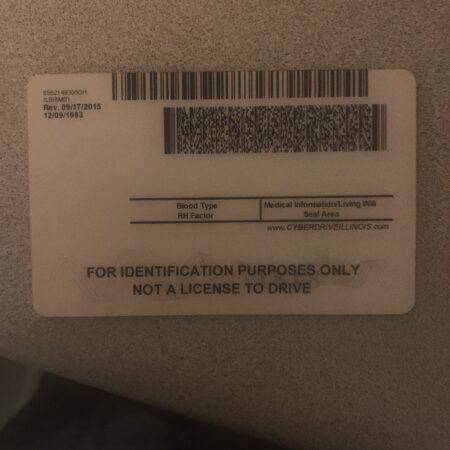 Rev. 09/17/2015
12/09/1993
Blood Type
RH Factor
Medical Information/Living Will
Seal Area
www.CYBERDRIVEILLINOIS.com
FOR IDENTIFICATION PURPOSES ONLY
NOT A LICENSE TO DRIVE